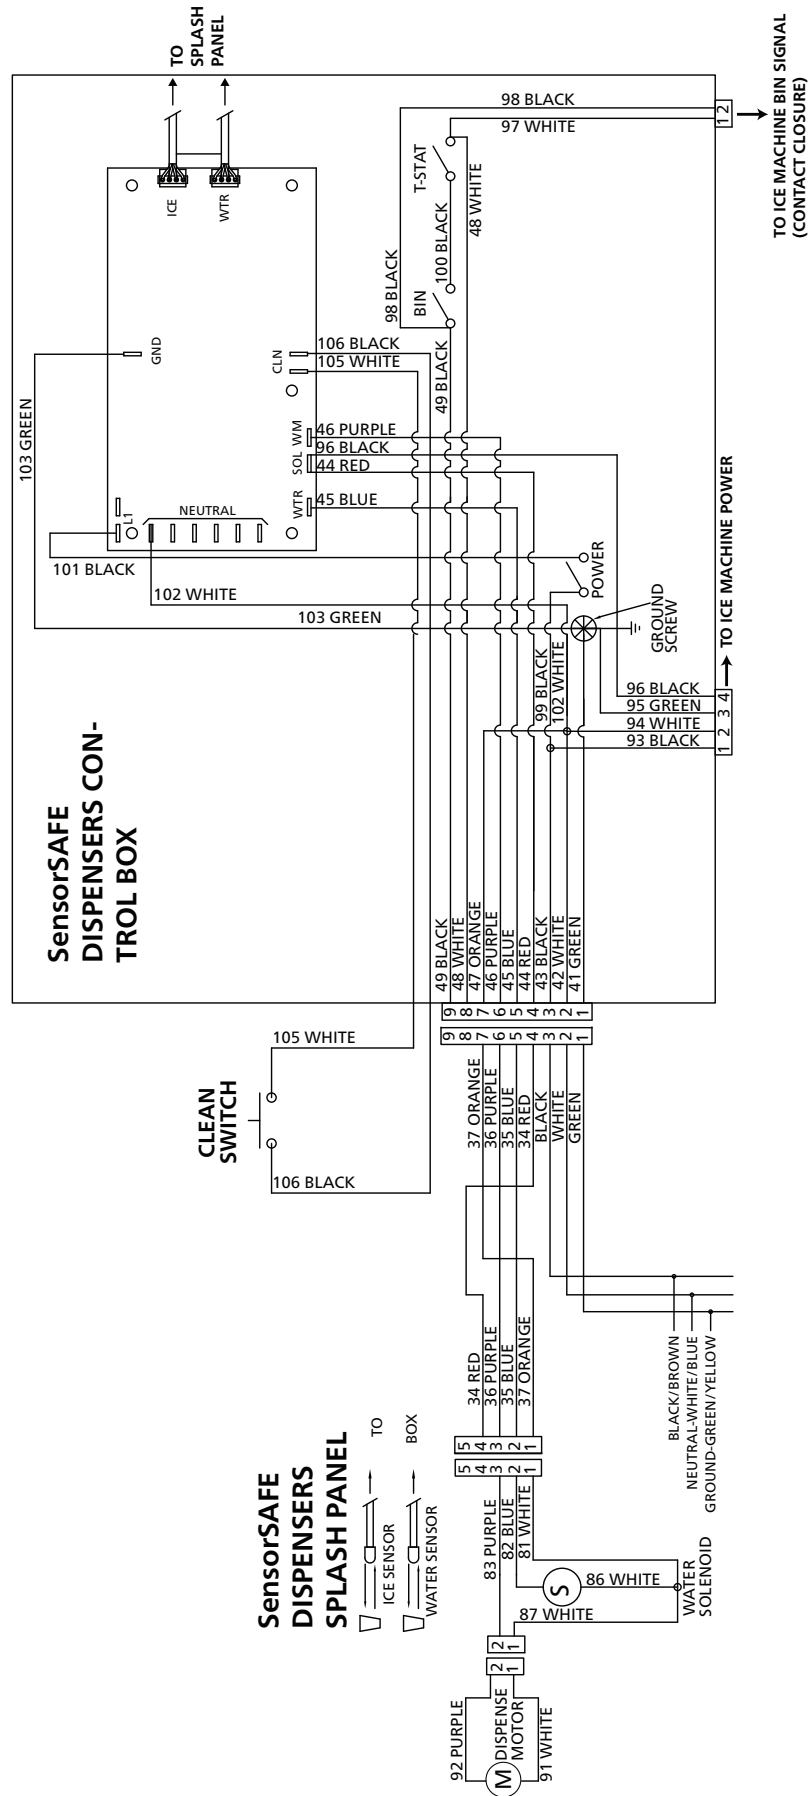 TO
SPLASH
PANEL
ICE
WTR
98 BLACK
97 WHITE
1 2
TO ICE MACHINE BIN SIGNAL
(CONTACT CLOSURE)
T-STAT
48 WHITE
100 BLACK
98 BLACK
BIN
49 BLACK
GND
103 GREEN
106 BLACK
105 WHITE
CLN
46 PURPLE
WM
96 BLACK
SOL
44 RED
45 BLUE
WTR
L1
NEUTRAL
101 BLACK
102 WHITE
103 GREEN
POWER
GROUND
SCREW
99 BLACK
102 WHITE
96 BLACK
95 GREEN
94 WHITE
93 BLACK
1 2 3 4
TO ICE MACHINE POWER
SensorSAFE
DISPENSERS CON-
TROL BOX
49 BLACK
48 WHITE
47 ORANGE
46 PURPLE
45 BLUE
44 RED
43 BLACK
42 WHITE
41 GREEN
9 8 7 6 5 4 3 2 1
9 8 7 6 5 4 3 2 1
105 WHITE
CLEAN
SWITCH
106 BLACK
37 ORANGE
36 PURPLE
35 BLUE
34 RED
BLACK
WHITE
GREEN
34 RED
36 PURPLE
35 BLUE
37 ORANGE
BLACK/BROWN
NEUTRAL-WHITE/BLUE
GROUND-GREEN/YELLOW
SensorSAFE
DISPENSERS
SPLASH PANEL
TO
BOX
ICE SENSOR
WATER SENSOR
5 4 3 2 1
5 4 3 2 1
83 PURPLE
82 BLUE
81 WHITE
S
86 WHITE
87 WHITE
WATER
SOLENOID
2 1
2 1
92 PURPLE
M
DISPENSE
MOTOR
91 WHITE